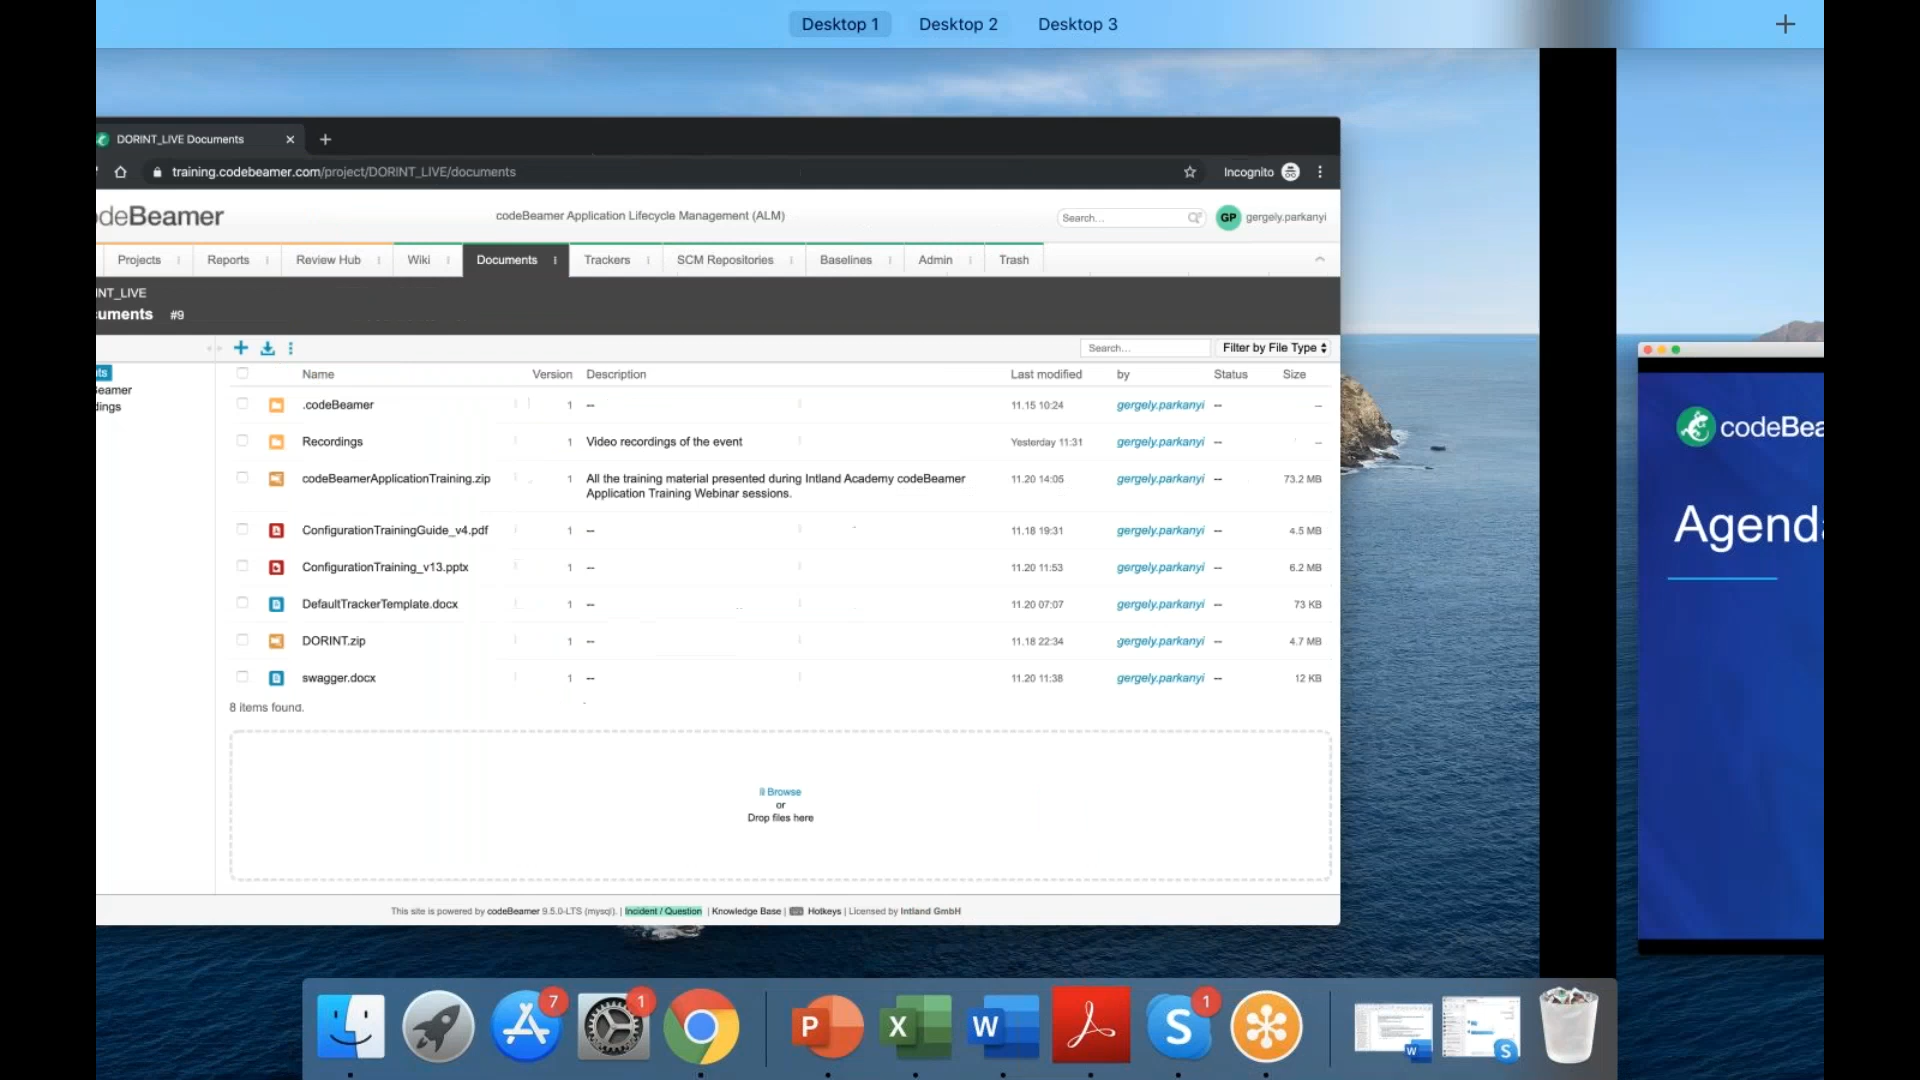 Desktop 1 Desktop 2 Desktop 3
DORINT_LIVE Documents
training.codebeamer.com/project/DORINT_LIVE/documents
Incognito
deBeamer
codeBeamer Application Lifecycle Management (ALM)
Search...
GP gergely.parkanyi
Projects Reports Review Hub Wiki Documents Trackers SCM Repositories Baselines Admin Trash
INT_LIVE
uments #9
Search... Filter by File Type
ts
Beamer
dings
Name Version Description Last modified by Status Size
.codeBeamer 1 -- 11.15 10:24 gergely.parkanyi -- --
Recordings 1 Video recordings of the event Yesterday 11:31 gergely.parkanyi -- --
codeBeamerApplicationTraining.zip 1 All the training material presented during Intland Academy codeBeamer 11.20 14:05 gergely.parkanyi -- 73.2 MB
Application Training Webinar sessions.
ConfigurationTrainingGuide_v4.pdf 1 -- 11.18 19:31 gergely.parkanyi -- 4.5 MB
ConfigurationTraining_v13.pptx 1 -- 11.20 11:53 gergely.parkanyi -- 6.2 MB
DefaultTrackerTemplate.docx 1 -- 11.20 07:07 gergely.parkanyi -- 73 KB
DORINT.zip 1 -- 11.18 22:34 gergely.parkanyi -- 4.7 MB
swagger.docx 1 -- 11.20 11:38 gergely.parkanyi -- 12 KB
8 items found.
Browse
or
Drop files here
This site is powered by codeBeamer 9.5.0-LTS (mysql). | Incident / Question | Knowledge Base | Hotkeys | Licensed by Intland GmbH
codeBea
Agenda
7 1 P X W S 1
W S